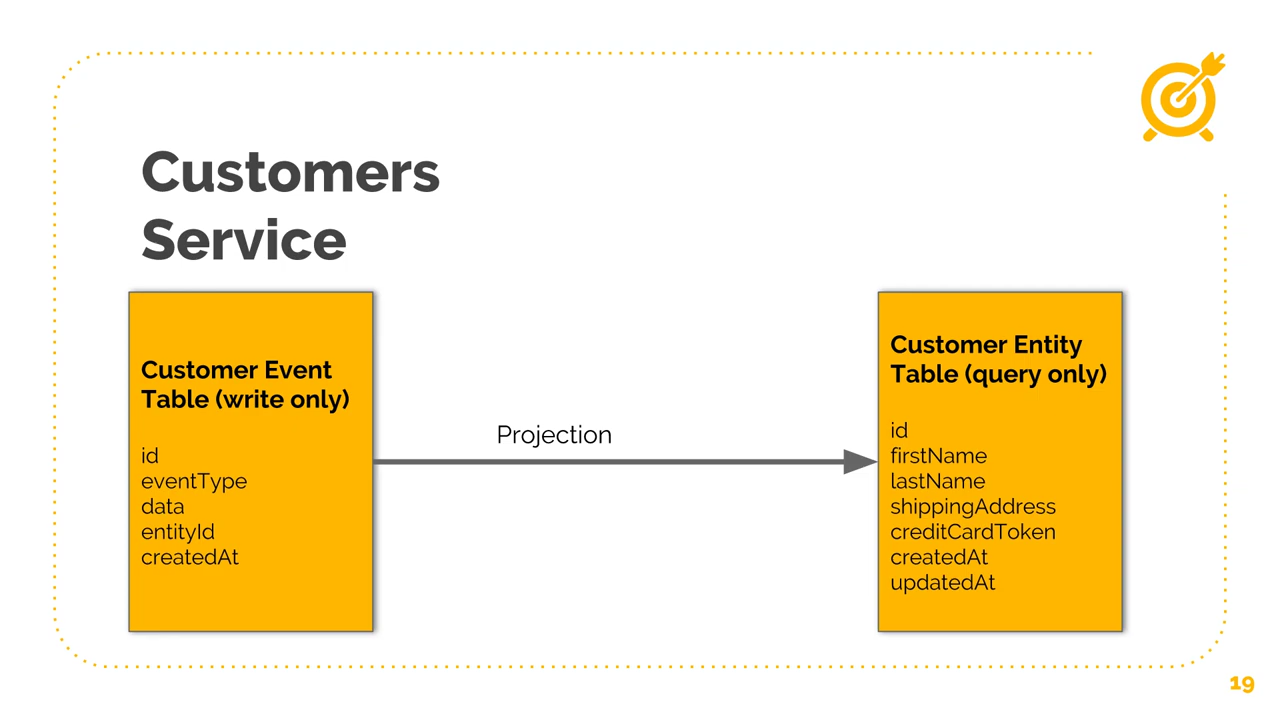 Customers
Service
Customer Event
Table (write only)
id
eventType
data
entityId
createdAt
Projection
Customer Entity
Table (query only)
id
firstName
lastName
shippingAddress
creditCardToken
createdAt
updatedAt
19